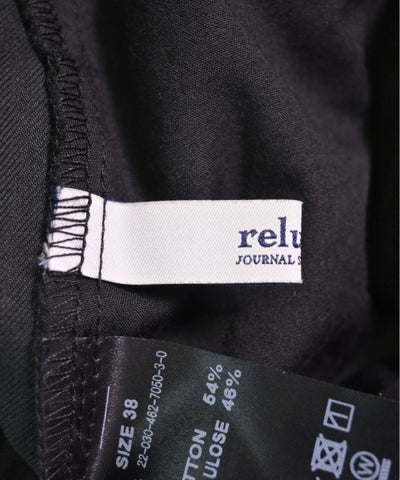 relu
JOURNAL S
SIZE 38
22-030-462-7050-3-0
TTON 54%
ULOSE 46%